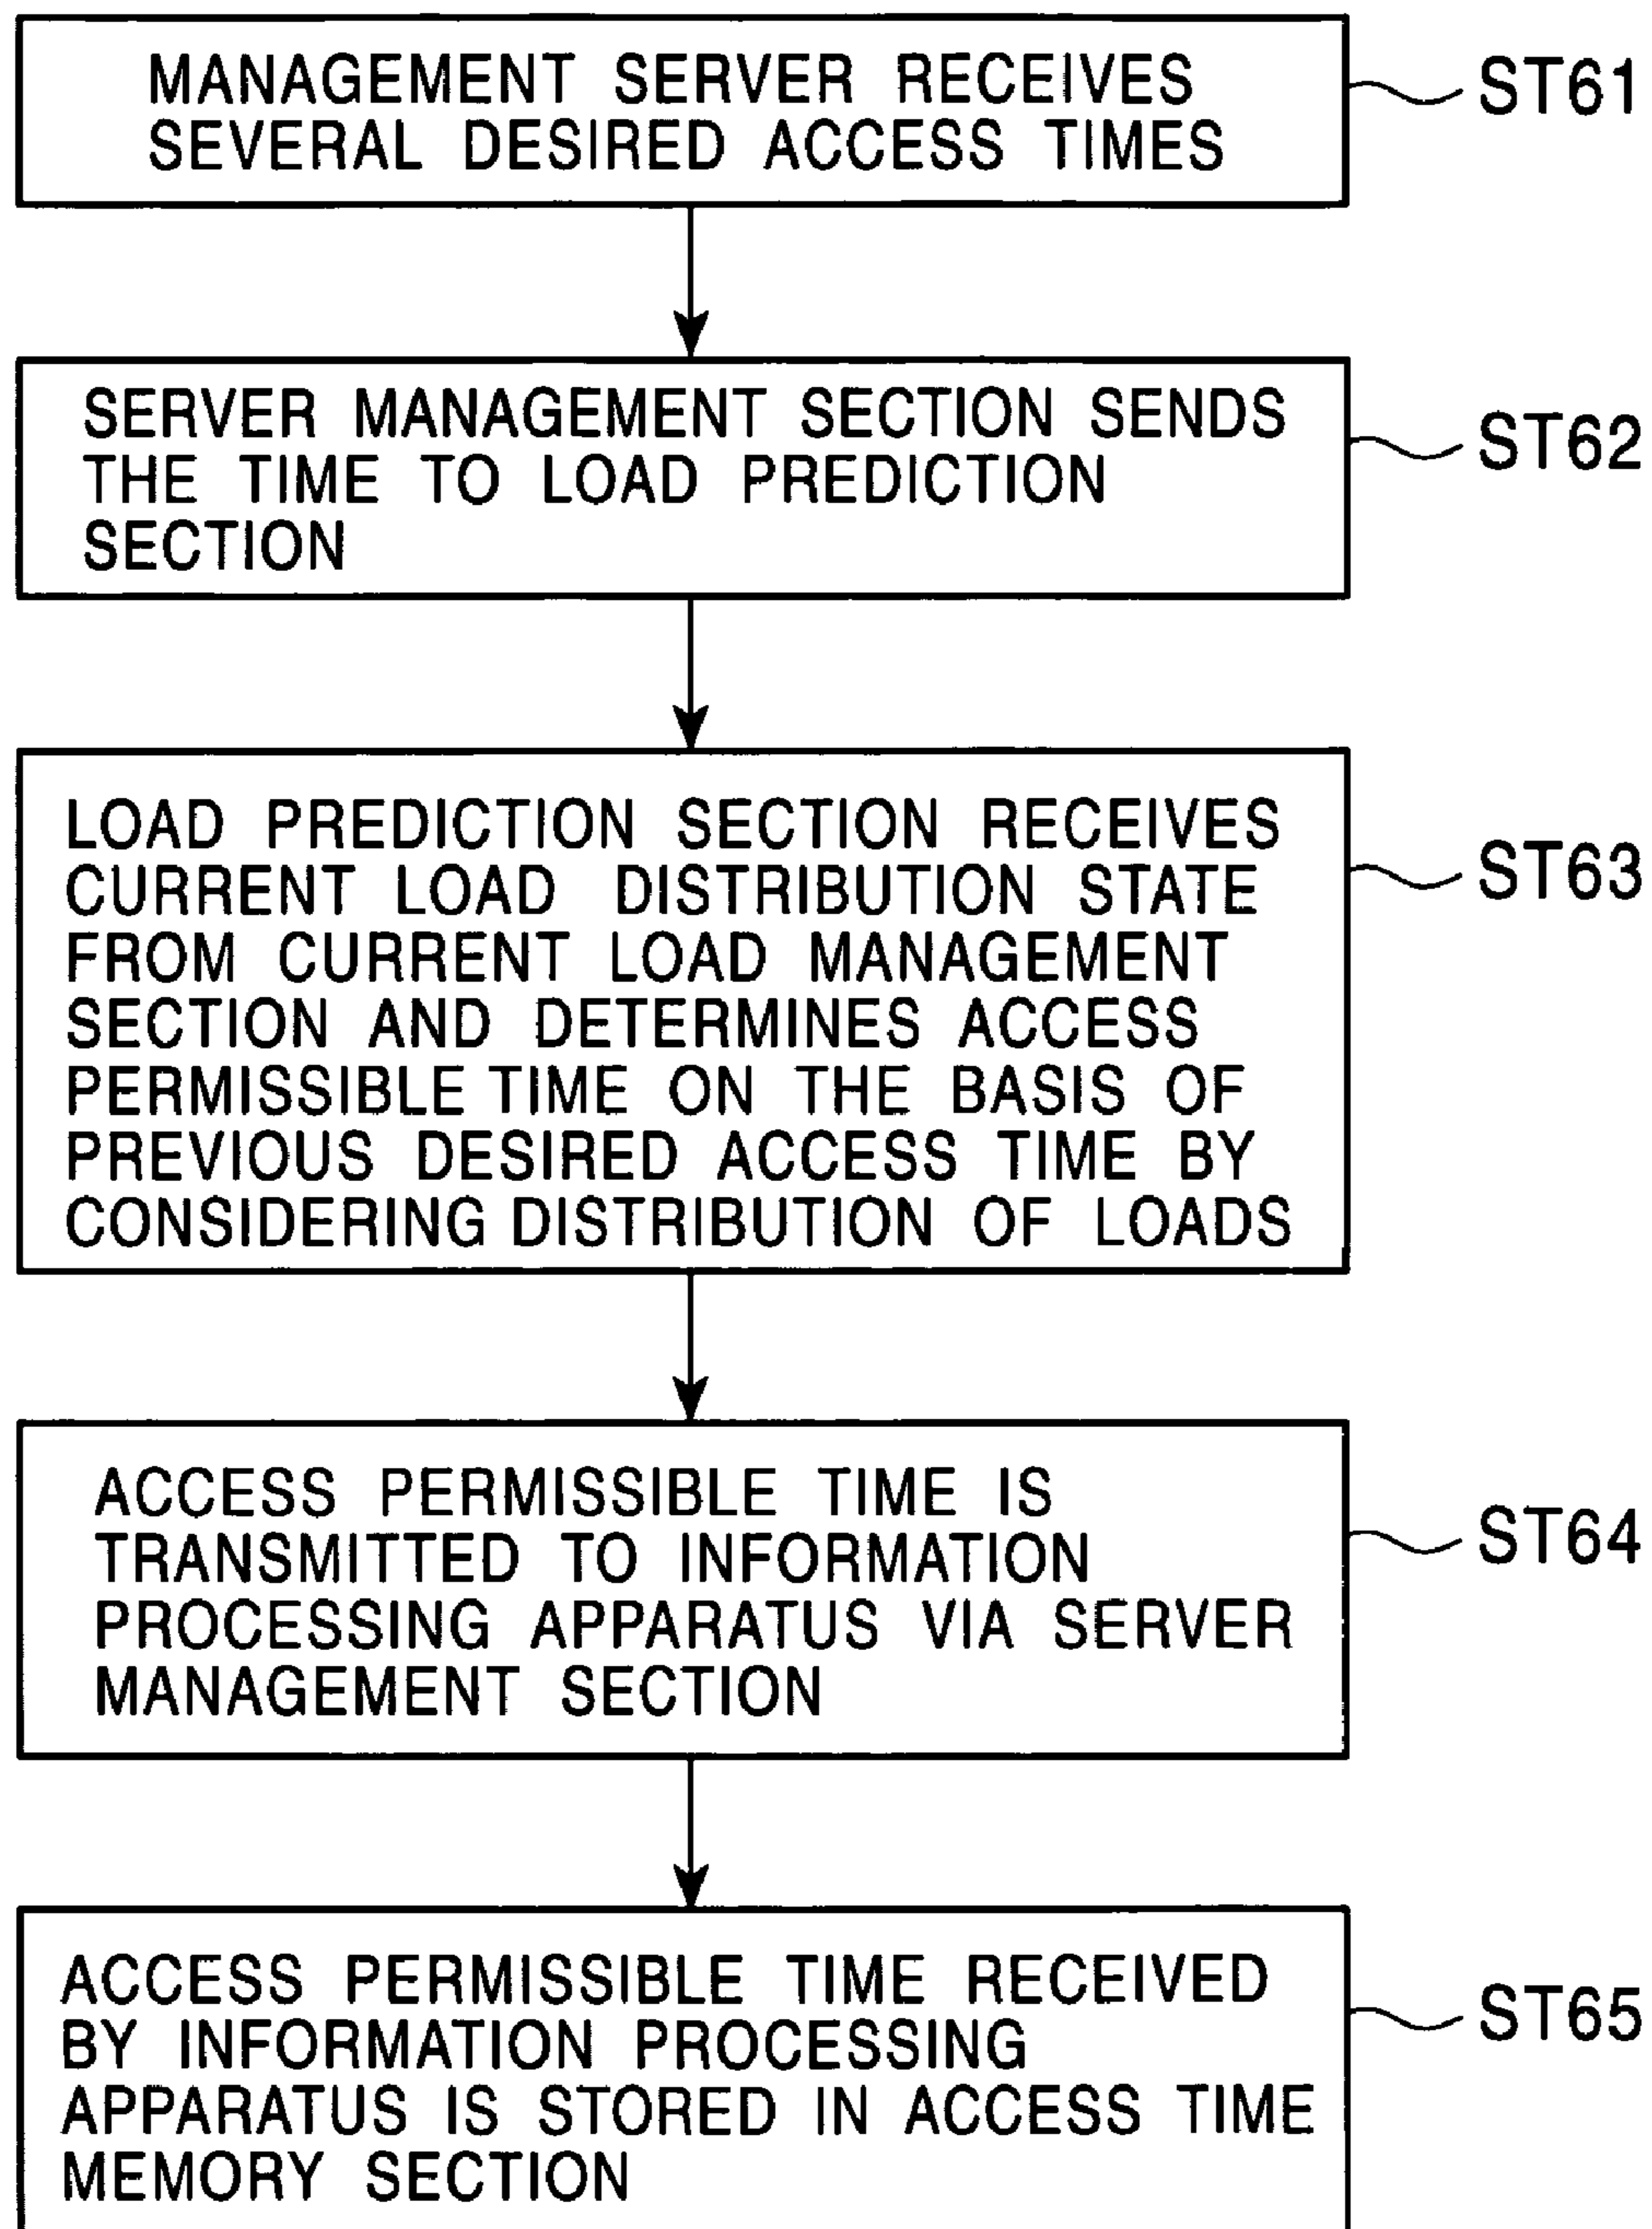 MANAGEMENT SERVER RECEIVES
SEVERAL DESIRED ACCESS TIMES
ST61
SERVER MANAGEMENT SECTION SENDS
THE TIME TO LOAD PREDICTION
SECTION
ST62
LOAD PREDICTION SECTION RECEIVES
CURRENT LOAD DISTRIBUTION STATE
FROM CURRENT LOAD MANAGEMENT
SECTION AND DETERMINES ACCESS
PERMISSIBLE TIME ON THE BASIS OF
PREVIOUS DESIRED ACCESS TIME BY
CONSIDERING DISTRIBUTION OF LOADS
ST63
ACCESS PERMISSIBLE TIME IS
TRANSMITTED TO INFORMATION
PROCESSING APPARATUS VIA SERVER
MANAGEMENT SECTION
ST64
ACCESS PERMISSIBLE TIME RECEIVED
BY INFORMATION PROCESSING
APPARATUS IS STORED IN ACCESS TIME
MEMORY SECTION
ST65